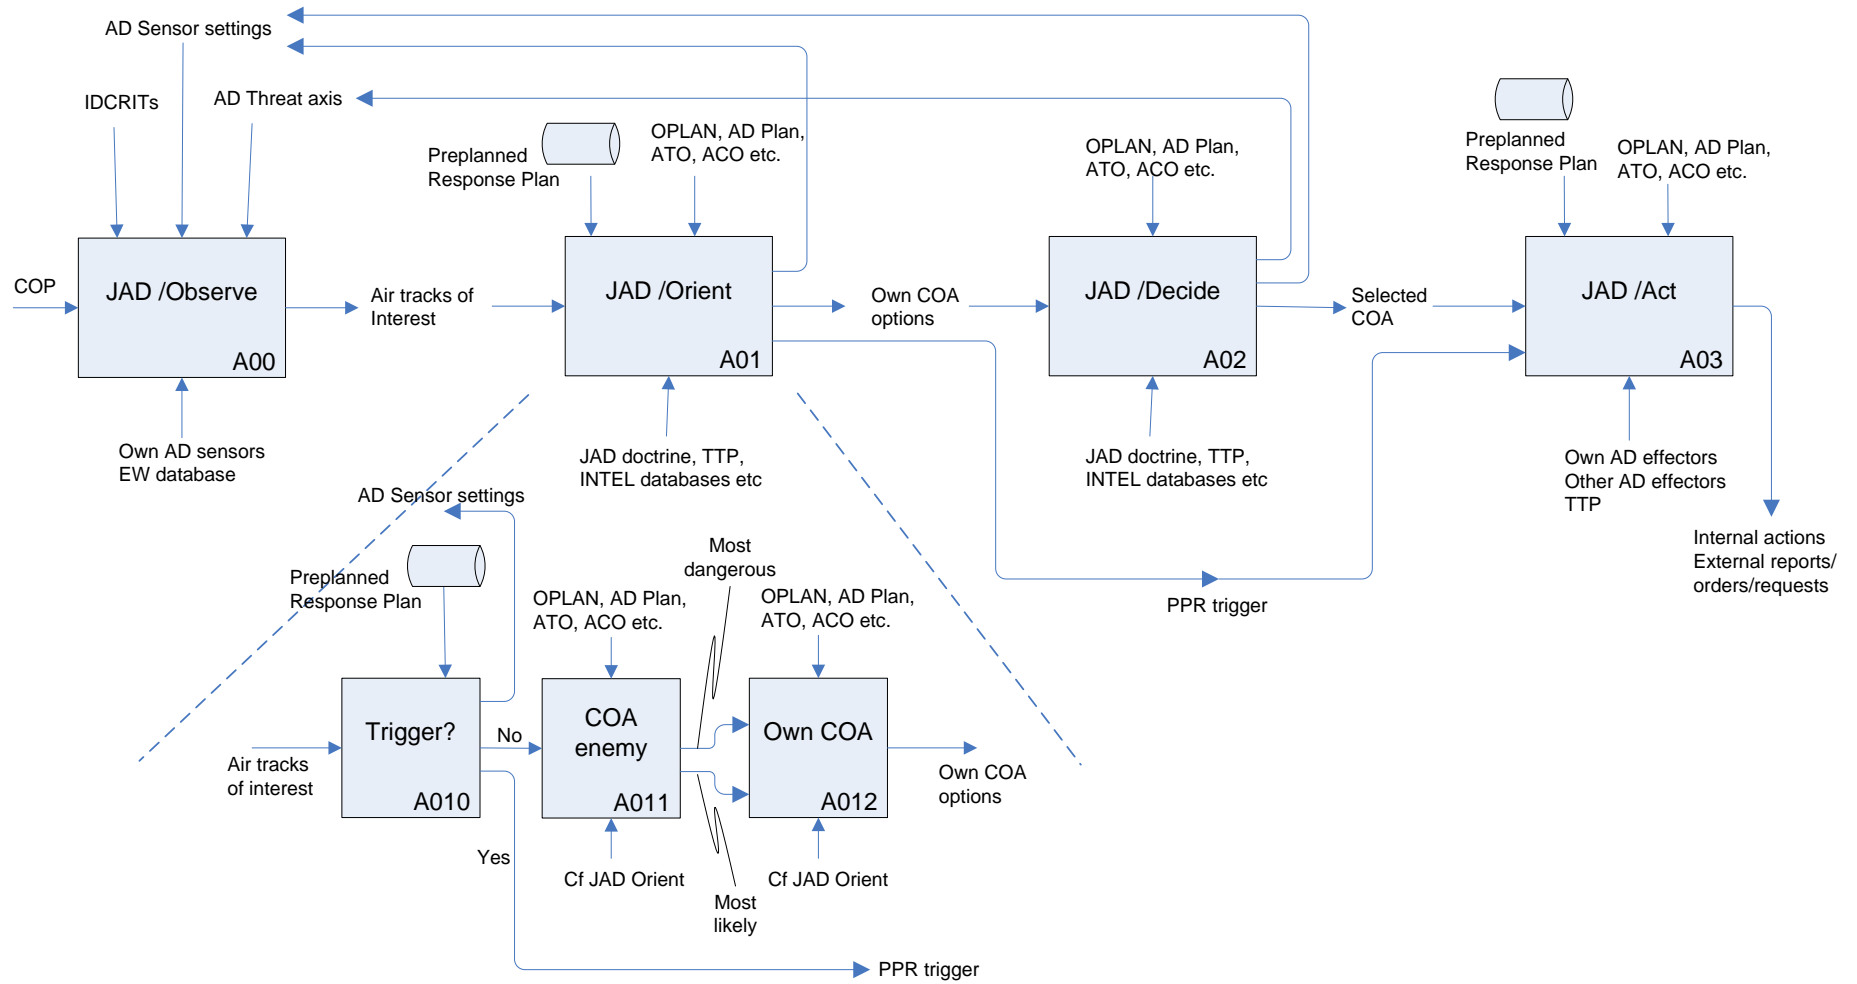 AD Sensor settings
IDCRITs
AD Threat axis
COP
JAD /Observe
A00
Own AD sensors
EW database
Air tracks of
Interest
Preplanned
Response Plan
OPLAN, AD Plan,
ATO, ACO etc.
JAD /Orient
A01
JAD doctrine, TTP,
INTEL databases etc
Own COA
options
OPLAN, AD Plan,
ATO, ACO etc.
JAD /Decide
A02
JAD doctrine, TTP,
INTEL databases etc
Selected
COA
Preplanned
Response Plan
OPLAN, AD Plan,
ATO, ACO etc.
JAD /Act
A03
Own AD effectors
Other AD effectors
TTP
Internal actions
External reports/
orders/requests
PPR trigger
AD Sensor settings
Preplanned
Response Plan
Air tracks
of interest
Trigger?
A010
No
Yes
OPLAN, AD Plan,
ATO, ACO etc.
COA
enemy
A011
Cf JAD Orient
Most
dangerous
Most
likely
OPLAN, AD Plan,
ATO, ACO etc.
Own COA
A012
Cf JAD Orient
Own COA
options
PPR trigger